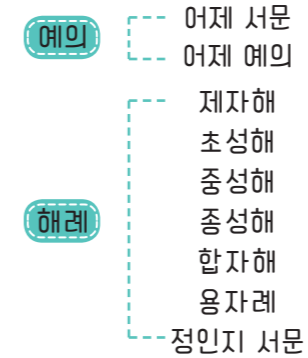 예의
어제 서문
어제 예의
해례
제자해
초성해
중성해
종성해
합자해
용자례
정인지 서문